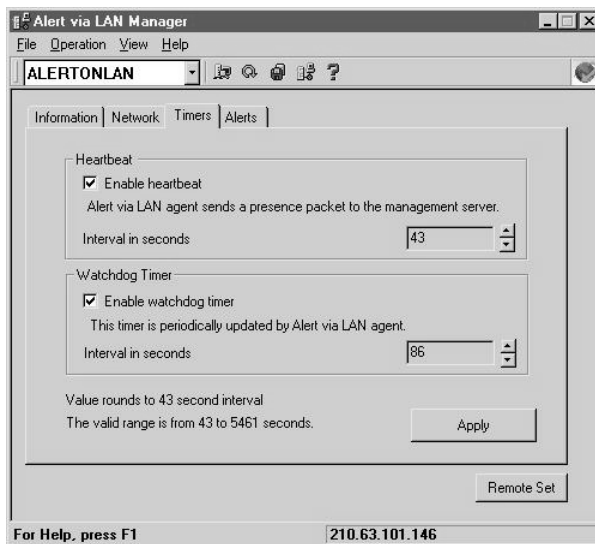 Alert via LAN Manager
File Operation View Help
ALERTONLAN
Information Network Timers Alerts
Heartbeat
Enable heartbeat
Alert via LAN agent sends a presence packet to the management server.
Interval in seconds 43
Watchdog Timer
Enable watchdog timer
This timer is periodically updated by Alert via LAN agent.
Interval in seconds 86
Value rounds to 43 second interval
The valid range is from 43 to 5461 seconds.
Apply
Remote Set
For Help, press F1 210.63.101.146